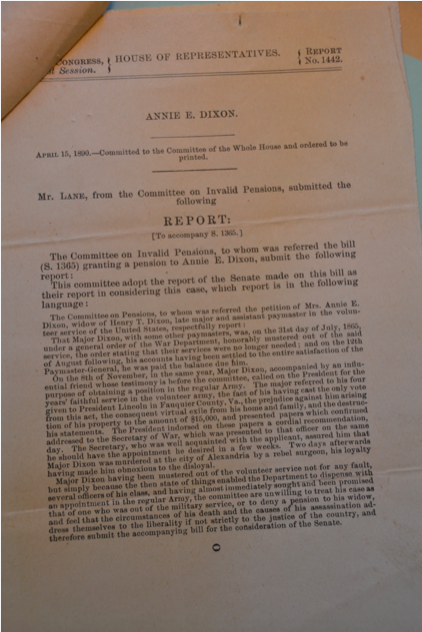 CONGRESS, HOUSE OF REPRESENTATIVES. REPORT
Session. No. 1442.
ANNIE E. DIXON.
APRIL 15, 1890.—Committed to the Committee of the Whole House and ordered to be
printed.
Mr. LANE, from the Committee on Invalid Pensions, submitted the
following
REPORT:
[To accompany S. 1365.]
The Committee on Invalid Pensions, to whom was referred the bill
(S. 1365) granting a pension to Annie E. Dixon, submit the following
report:
This committee adopt the report of the Senate made on this bill as
their report in considering this case, which report is in the following
language:
The Committee on Pensions, to whom was referred the petition of Mrs. Annie E.
Dixon, widow of Henry T. Dixon, late major and assistant paymaster in the volun-
teer service of the United States, respectfully report:
That Major Dixon, with some other paymasters, was, on the 31st day of July, 1865,
under a general order of the War Department, honorably mustered out of the said
service, the order stating that their services were no longer needed; and on the 12th
of August following, his accounts having been settled to the entire satisfaction of the
Paymaster-General, he was paid the balance due him.
On the 8th of November, in the same year, Major Dixon, accompanied by an influ-
ential friend whose testimony is before the committee, called on the President for the
purpose of obtaining a position in the regular Army. The major referred to his four
years' faithful service in the volunteer army, the fact of his having cast the only vote
given to President Lincoln in Fauquier County, Va., the prejudice against him arising
from this act, the consequent virtual exile from his home and family, and the destruc-
tion of his property to the amount of $15,000, and presented papers which confirmed
his statements. The President indorsed on these papers a cordial recommendation,
addressed to the Secretary of War, which was presented to that officer on the same
day. The Secretary, who was well acquainted with the applicant, assured him that
he should have the appointment he desired in a few weeks. Two days afterwards
Major Dixon was murdered at the city of Alexandria by a rebel surgeon, his loyalty
having made him obnoxious to the disloyal.
Major Dixon having been mustered out of the volunteer service not for any fault,
but simply because the then state of things enabled the Department to dispense with
several officers of his class, and having almost immediately sought and been promised
an appointment in the regular Army, the committee are unwilling to treat his case as
that of one who was out of the military service, or to deny a pension to his widow,
and feel that the circumstances of his death and the causes of his assassination ad-
dress themselves to the liberality if not strictly to the justice of the country, and
therefore submit the accompanying bill for the consideration of the Senate.